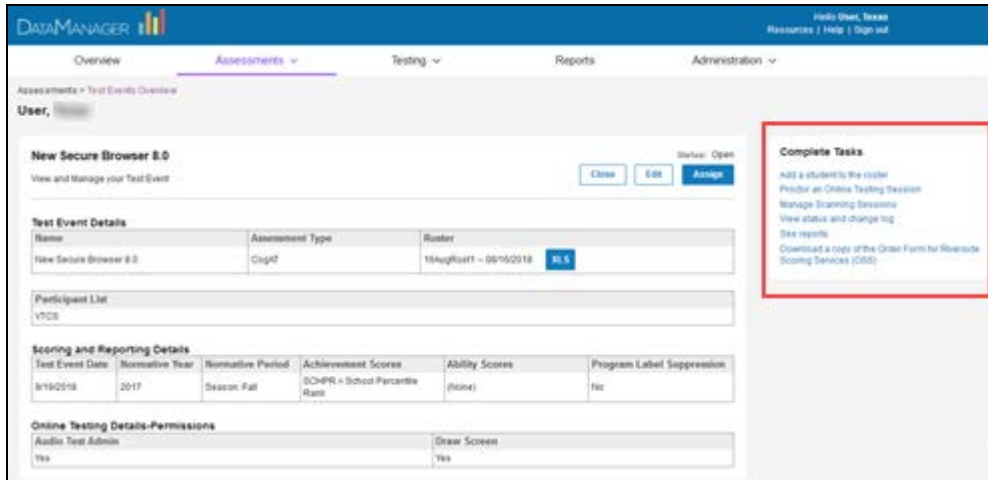 DATAMANAGER
Hello User, Texas
Resources | Help | Sign out
Overview Assessments Testing Reports Administration
Assessments > Test Events Overview
User,
New Secure Browser 8.0
Status: Open
View and Manage your Test Event
Close Edit Assign
Test Event Details
Name Assessment Type Roster
New Secure Browser 8.0 CogAT 16AugRost1 – 08/16/2018 XLS
Participant List
VTCS
Scoring and Reporting Details
Test Event Date Normative Year Normative Period Achievement Scores Ability Scores Program Label Suppression
9/19/2018 2017 Season: Fall SCHPR = School Percentile (None) No
Rank
Online Testing Details-Permissions
Audio Test Admin Draw Screen
Yes Yes
Complete Tasks
Add a student to the roster
Proctor an Online Testing Session
Manage Scanning Sessions
View status and change log
See reports
Download a copy of the Order Form for Riverside
Scoring Services (OSS)